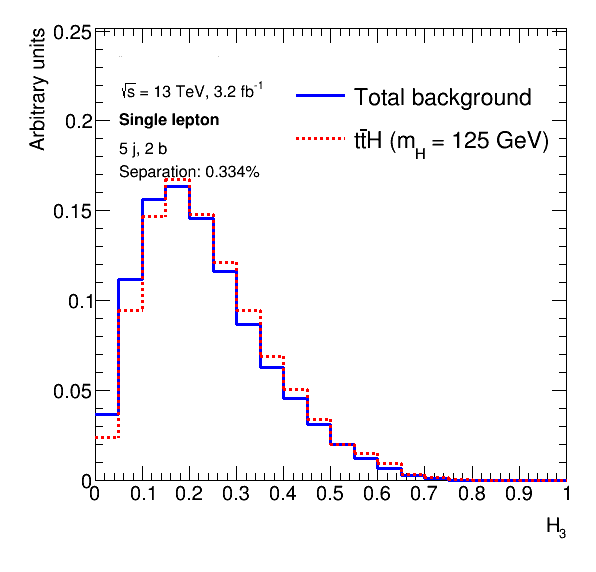 Arbitrary units
0.25
0.2
0.15
0.1
0.05
0
√s = 13 TeV, 3.2 fb⁻¹
Single lepton
5 j, 2 b
Separation: 0.334%
Total background
tt̄H (m_H = 125 GeV)
0 0.1 0.2 0.3 0.4 0.5 0.6 0.7 0.8 0.9 1
H₃